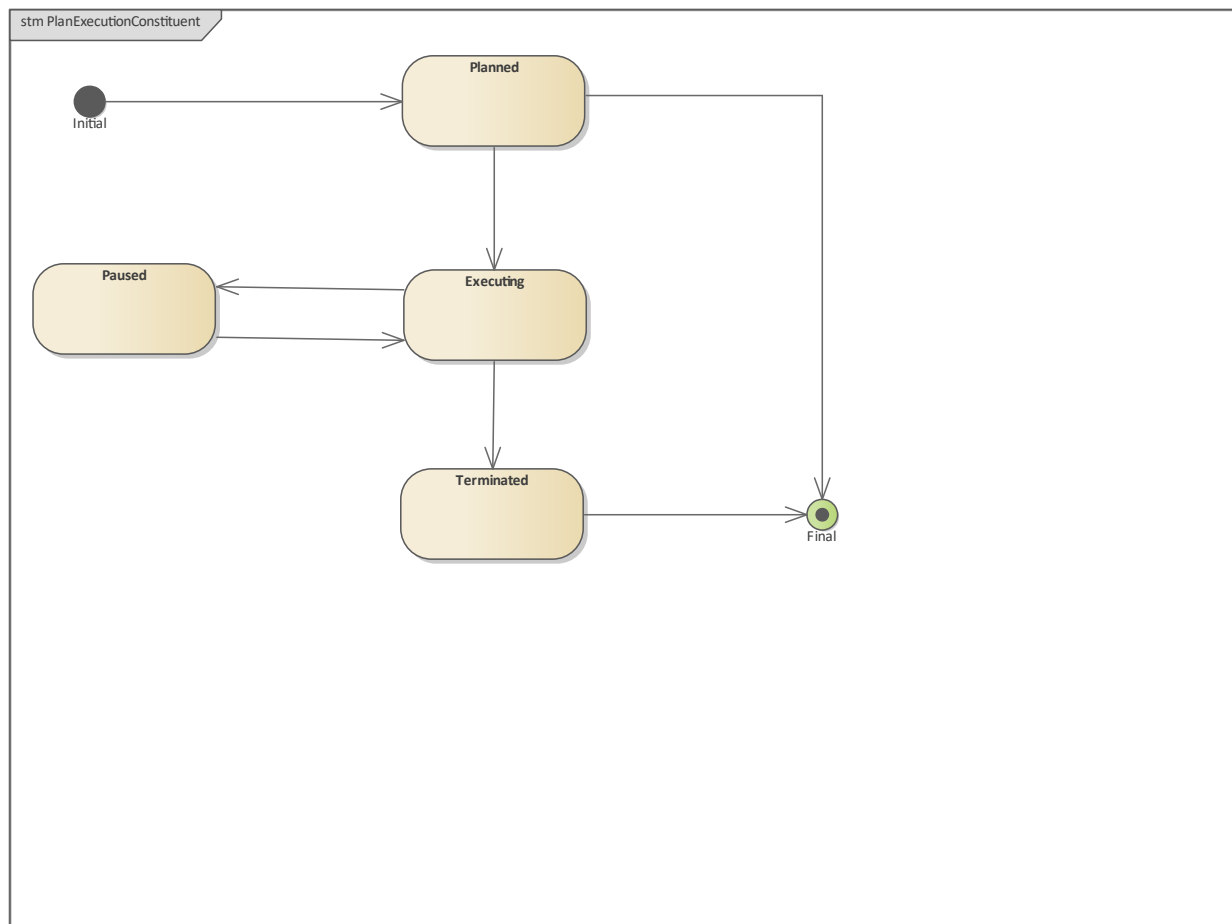 stm PlanExecutionConstituent
Planned
Initial
Paused
Executing
Terminated
Final